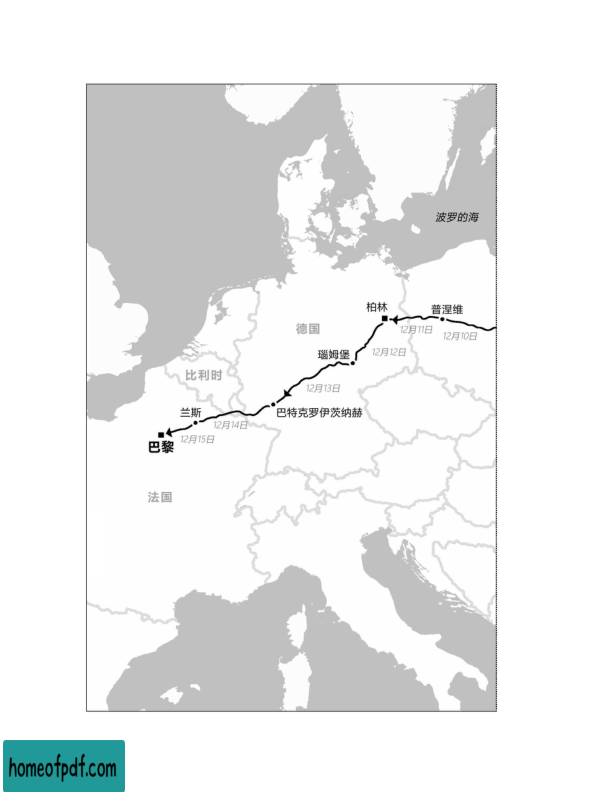 波罗的海
柏林
普涅维
12月11日
12月10日
德国
12月12日
瑙姆堡
比利时
12月13日
兰斯
巴特克罗伊茨纳赫
12月14日
12月15日
巴黎
法国
homeofpdf.com